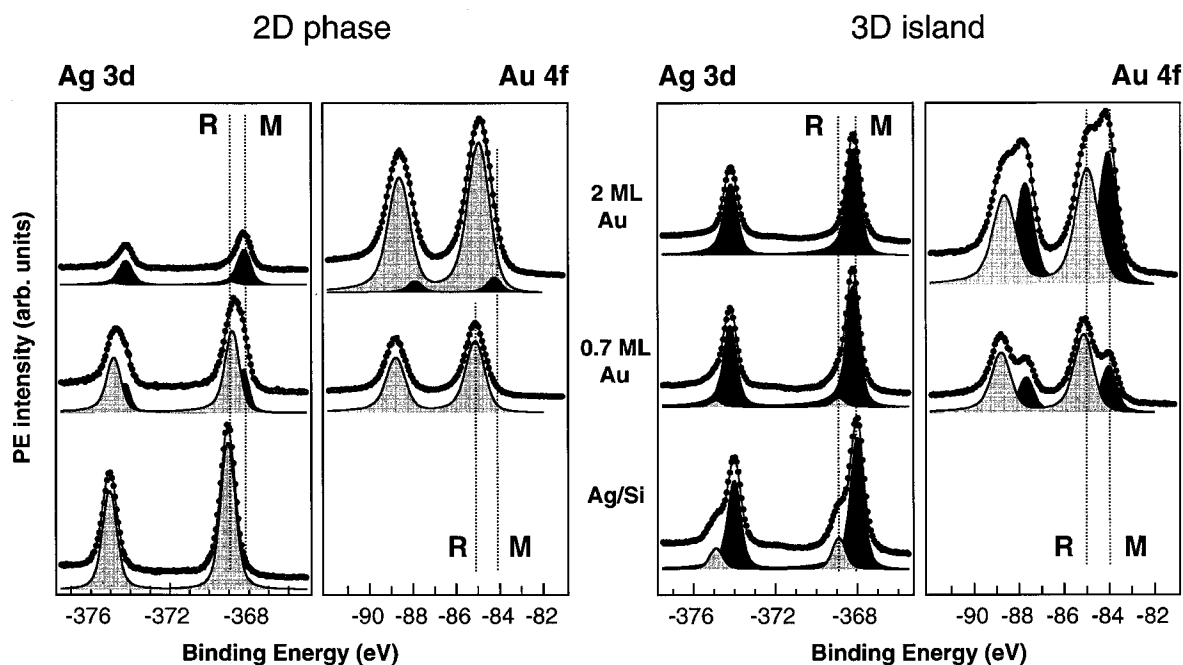 2D phase
3D island
Ag 3d
Au 4f
Ag 3d
Au 4f
R M
R M
2 ML
Au
0.7 ML
Au
Ag/Si
R M
R M
PE intensity (arb. units)
-376 -372 -368
-90 -88 -86 -84 -82
-376 -372 -368
-90 -88 -86 -84 -82
Binding Energy (eV)
Binding Energy (eV)